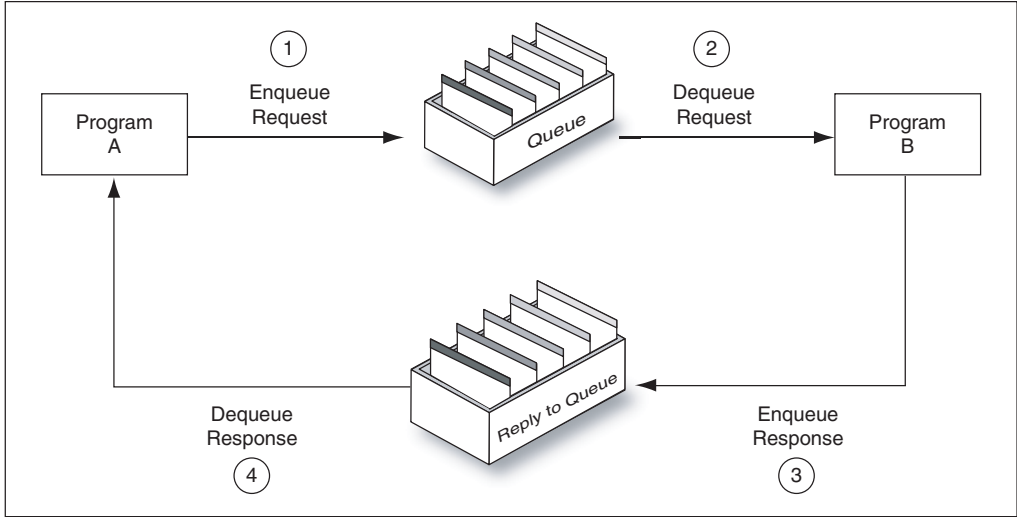 1
Enqueue
Request
2
Dequeue
Request
Program
A
Queue
Program
B
Reply to Queue
Dequeue
Response
4
Enqueue
Response
3